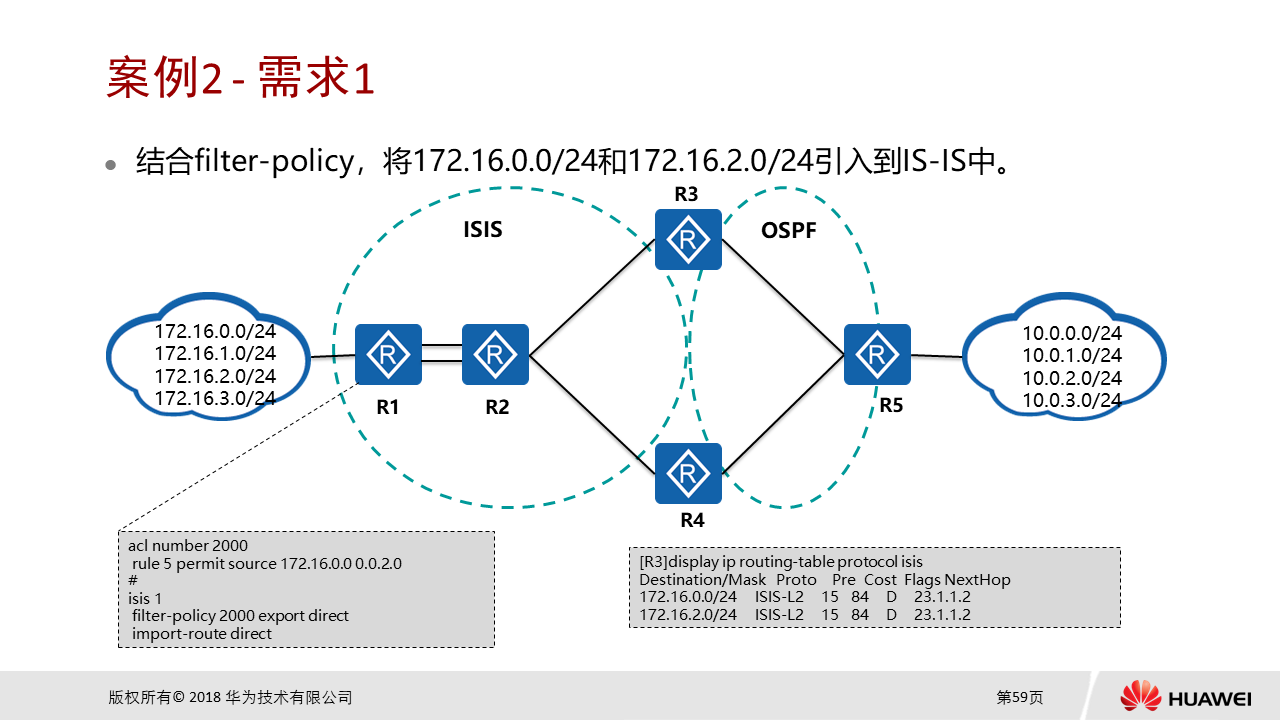 案例2 - 需求1
结合filter-policy，将172.16.0.0/24和172.16.2.0/24引入到IS-IS中。
R3
ISIS
OSPF
172.16.0.0/24
172.16.1.0/24
172.16.2.0/24
172.16.3.0/24
R
R
R
R
R
10.0.0.0/24
10.0.1.0/24
10.0.2.0/24
10.0.3.0/24
R1
R2
R5
R4
acl number 2000
rule 5 permit source 172.16.0.0 0.0.2.0
#
isis 1
filter-policy 2000 export direct
import-route direct
[R3]display ip routing-table protocol isis
Destination/Mask Proto Pre Cost Flags NextHop
172.16.0.0/24 ISIS-L2 15 84 D 23.1.1.2
172.16.2.0/24 ISIS-L2 15 84 D 23.1.1.2
版权所有© 2018 华为技术有限公司
第59页
HUAWEI